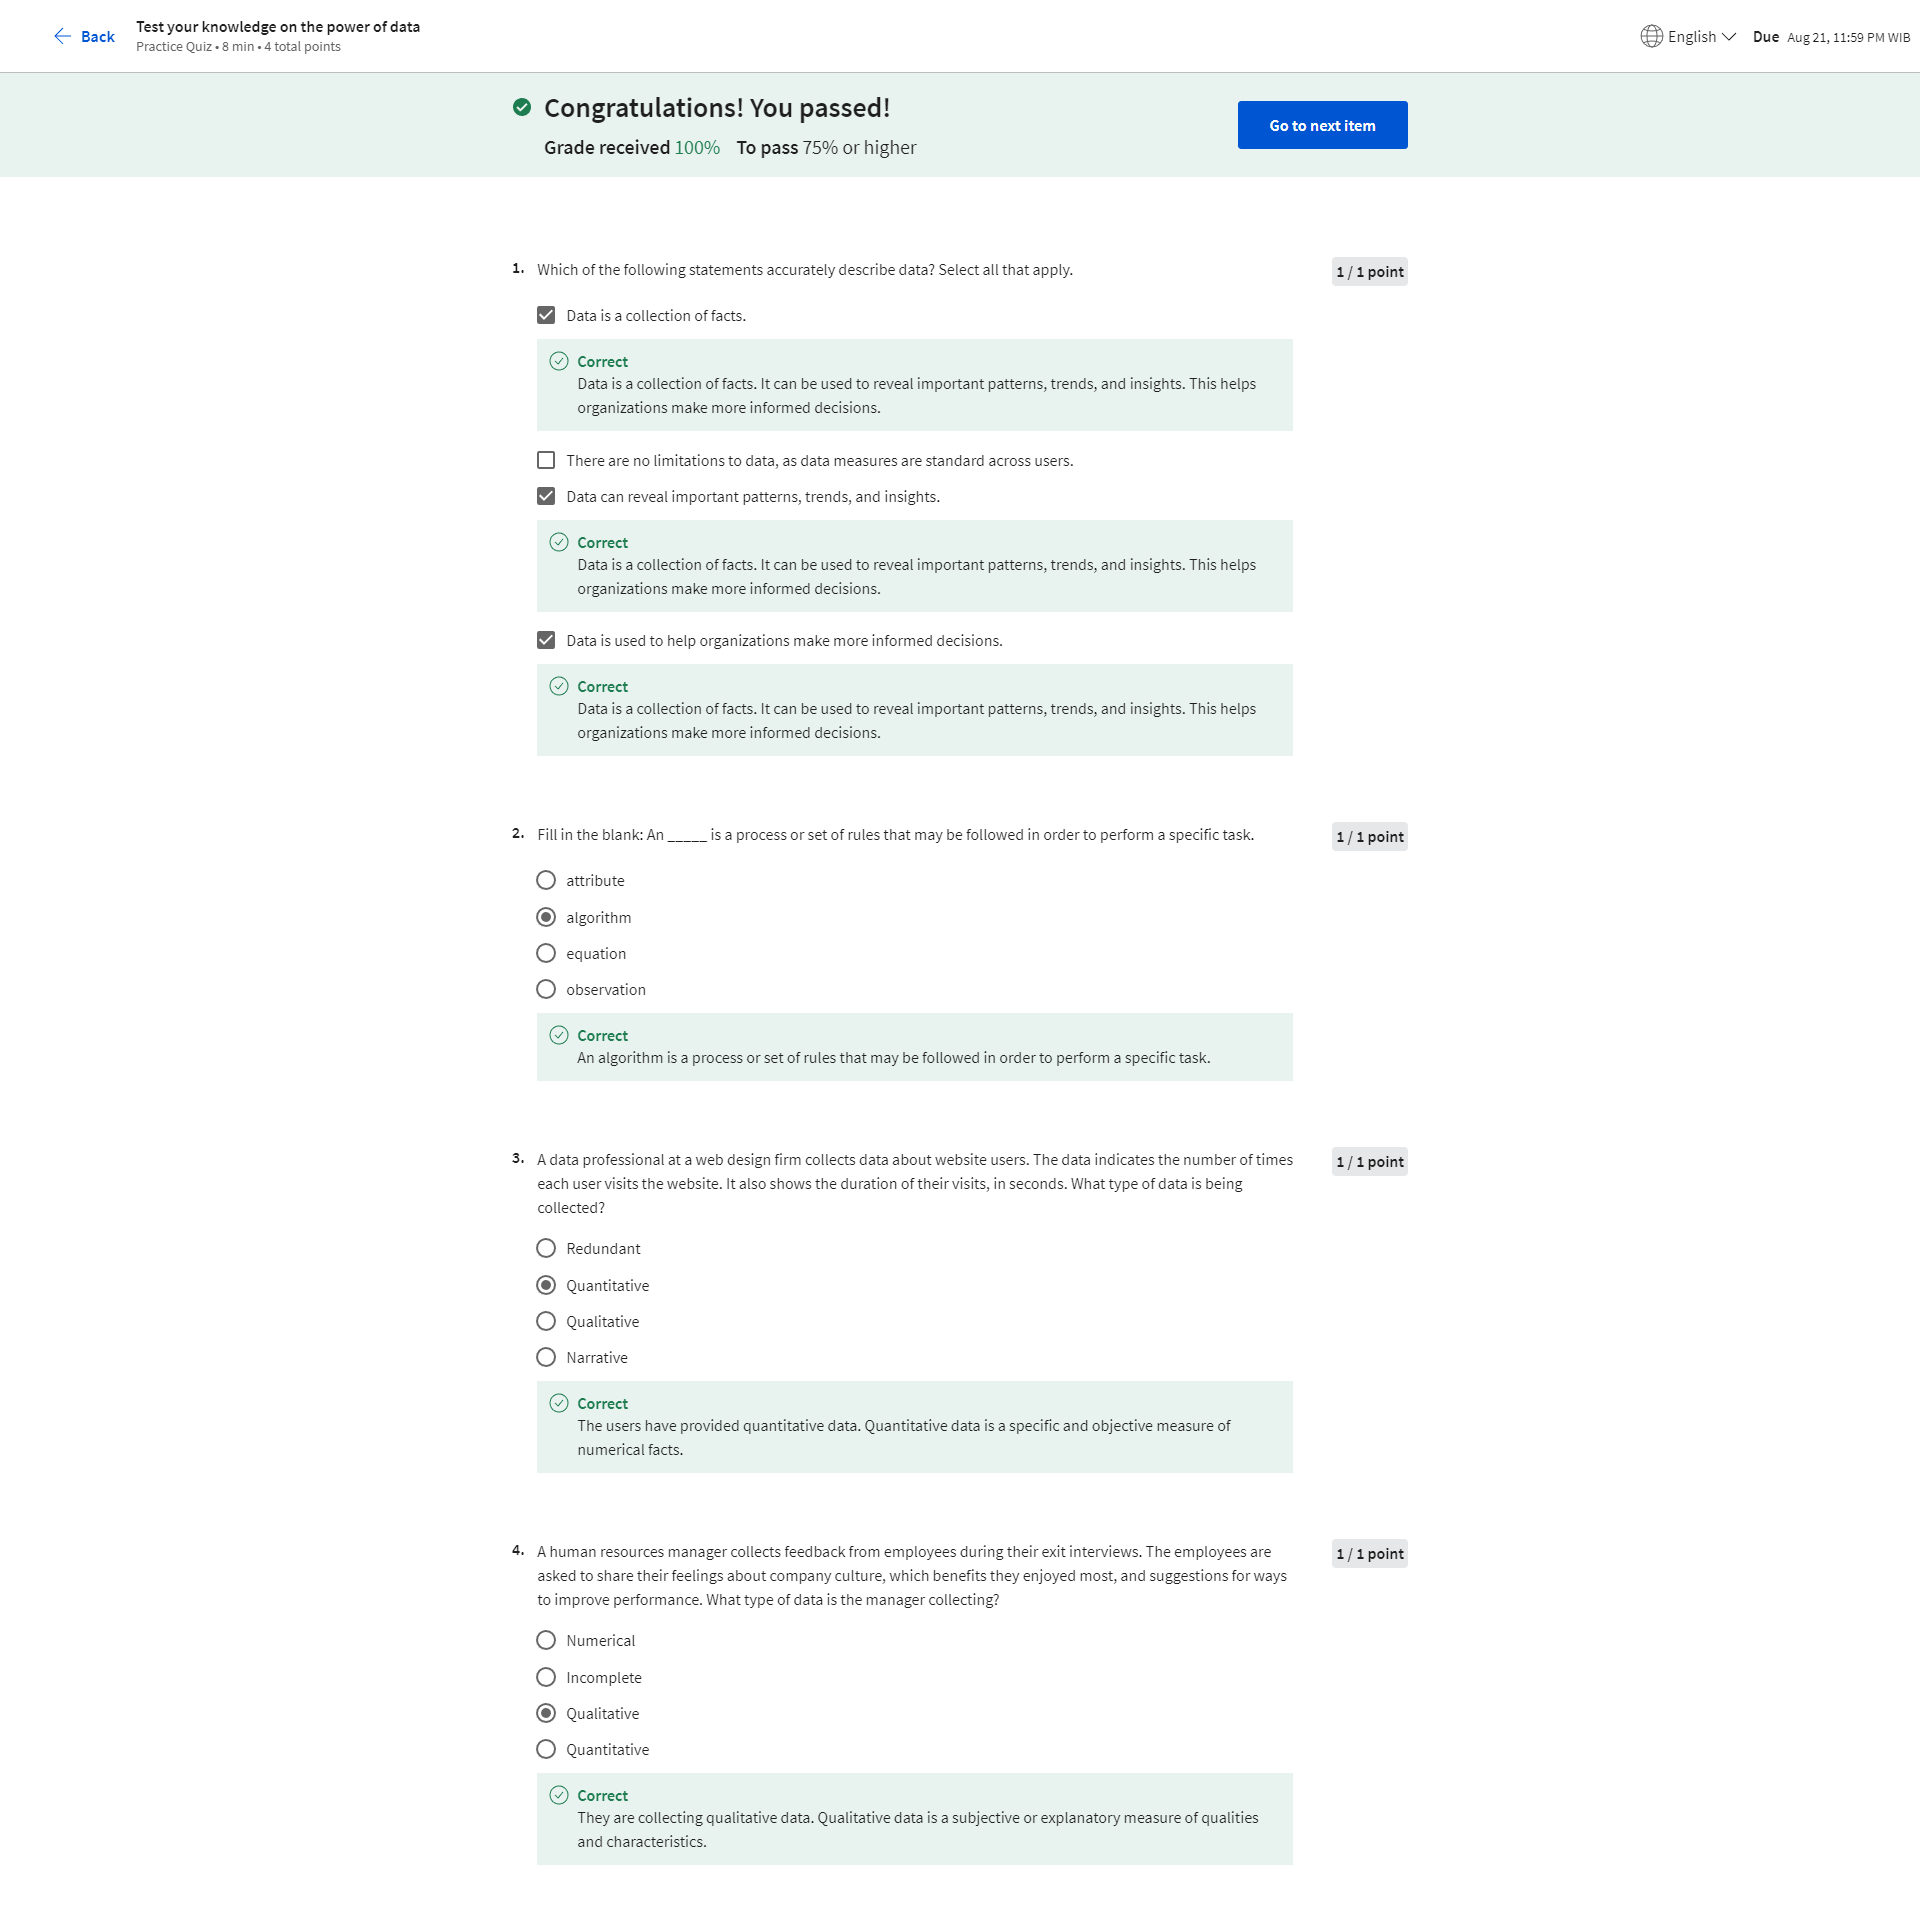 Back
Test your knowledge on the power of data
Practice Quiz • 8 min • 4 total points
English
Due Aug 21, 11:59 PM WIB
Congratulations! You passed!
Grade received 100% To pass 75% or higher
Go to next item
1. Which of the following statements accurately describe data? Select all that apply.
1 / 1 point
Data is a collection of facts.
Correct
Data is a collection of facts. It can be used to reveal important patterns, trends, and insights. This helps
organizations make more informed decisions.
There are no limitations to data, as data measures are standard across users.
Data can reveal important patterns, trends, and insights.
Correct
Data is a collection of facts. It can be used to reveal important patterns, trends, and insights. This helps
organizations make more informed decisions.
Data is used to help organizations make more informed decisions.
Correct
Data is a collection of facts. It can be used to reveal important patterns, trends, and insights. This helps
organizations make more informed decisions.
2. Fill in the blank: An _____ is a process or set of rules that may be followed in order to perform a specific task.
1 / 1 point
attribute
algorithm
equation
observation
Correct
An algorithm is a process or set of rules that may be followed in order to perform a specific task.
3. A data professional at a web design firm collects data about website users. The data indicates the number of times
each user visits the website. It also shows the duration of their visits, in seconds. What type of data is being
collected?
1 / 1 point
Redundant
Quantitative
Qualitative
Narrative
Correct
The users have provided quantitative data. Quantitative data is a specific and objective measure of
numerical facts.
4. A human resources manager collects feedback from employees during their exit interviews. The employees are
asked to share their feelings about company culture, which benefits they enjoyed most, and suggestions for ways
to improve performance. What type of data is the manager collecting?
1 / 1 point
Numerical
Incomplete
Qualitative
Quantitative
Correct
They are collecting qualitative data. Qualitative data is a subjective or explanatory measure of qualities
and characteristics.